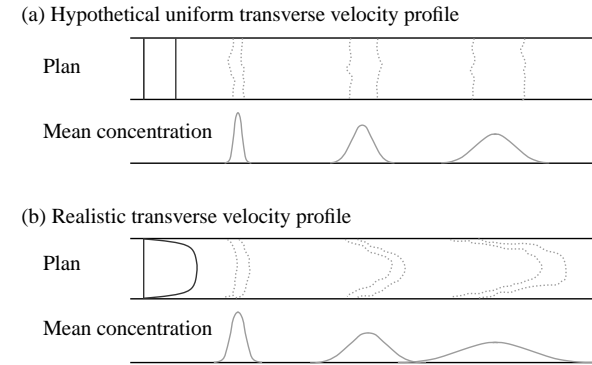 (a) Hypothetical uniform transverse velocity profile
Plan
Mean concentration
(b) Realistic transverse velocity profile
Plan
Mean concentration